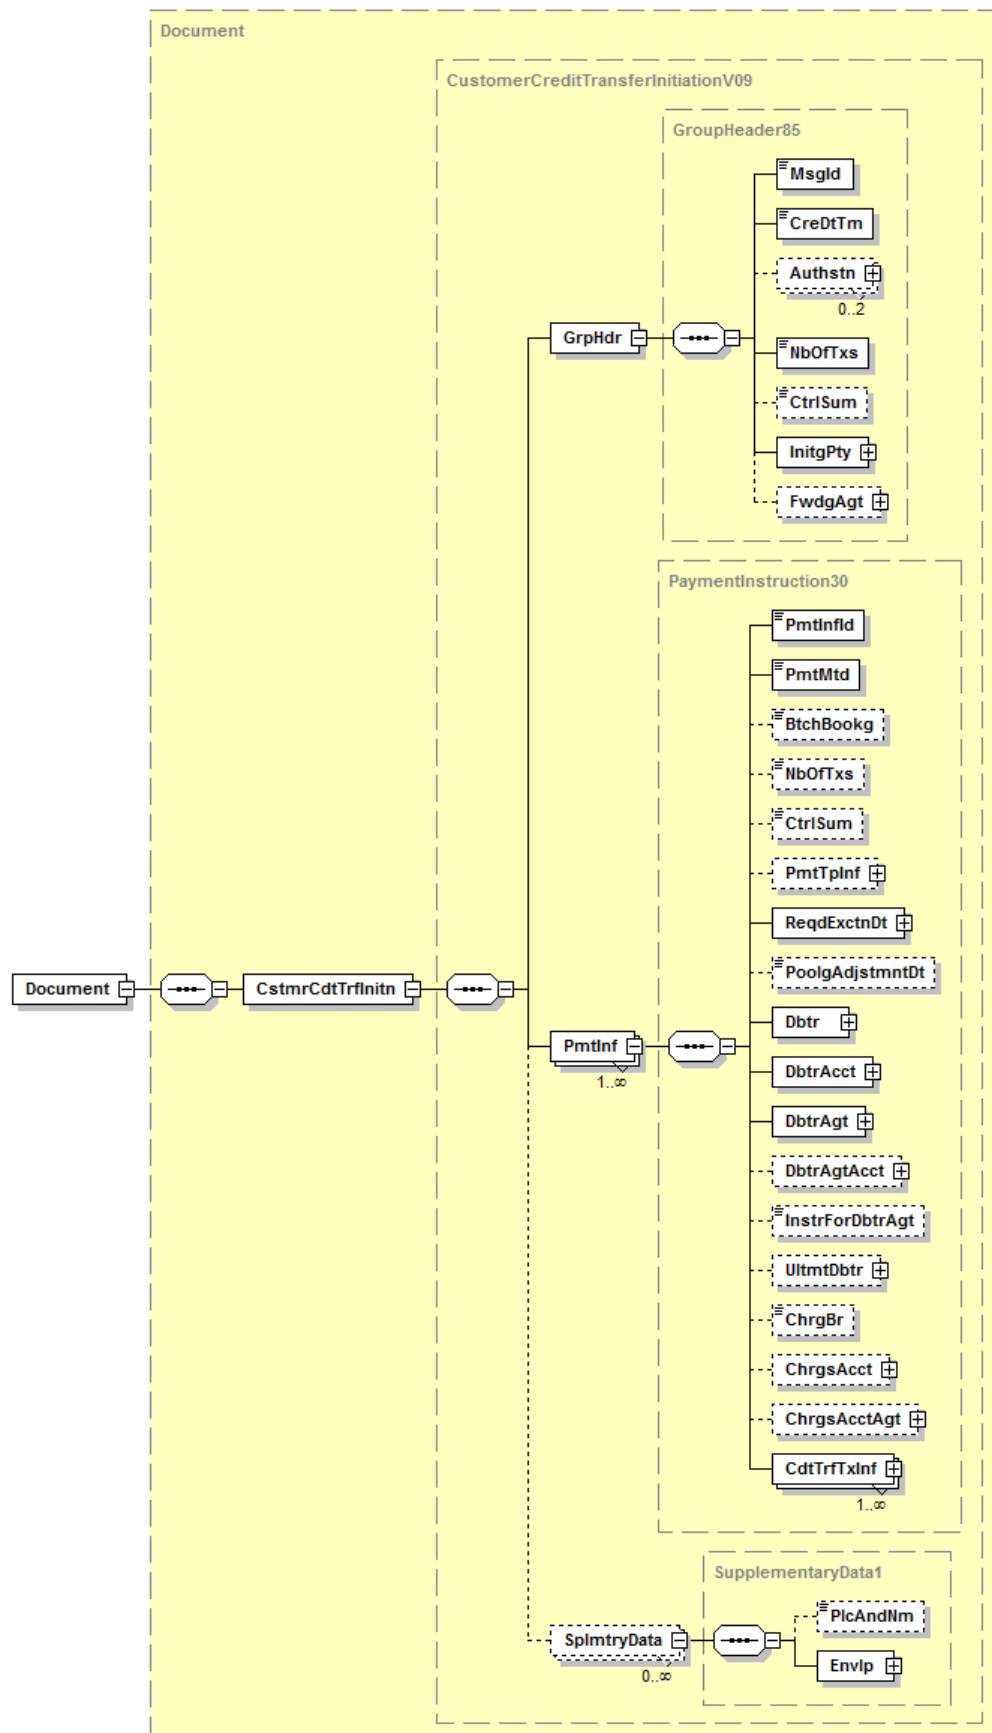 Document
CustomerCreditTransferInitiationV09
GroupHeader85
MsgId
CreDtTm
Authstn
0..2
GrpHdr
NbOfTxs
CtrlSum
InitgPty
FwdgAgt
PaymentInstruction30
PmtInfId
PmtMtd
BtchBookg
NbOfTxs
CtrlSum
PmtTpInf
ReqdExctnDt
PoolgAdjstmntDt
Document
CstmrCdtTrfInitn
Dbtr
PmtInf
1..∞
DbtrAcct
DbtrAgt
DbtrAgtAcct
InstrForDbtrAgt
UltmtDbtr
ChrgBr
ChrgsAcct
ChrgsAcctAgt
CdtTrfTxInf
1..∞
SupplementaryData1
PlcAndNm
SplmtryData
0..∞
Envlp